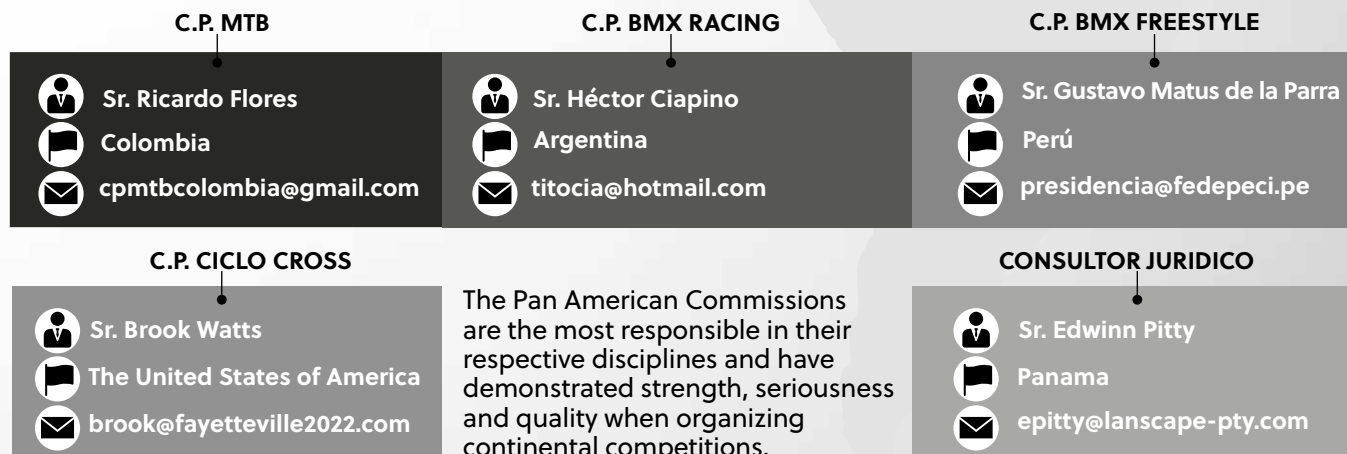 C.P. MTB
Sr. Ricardo Flores
Colombia
cpmtbcolombia@gmail.com
C.P. BMX RACING
Sr. Héctor Ciapino
Argentina
titocia@hotmail.com
C.P. BMX FREESTYLE
Sr. Gustavo Matus de la Parra
Perú
presidencia@fedepeci.pe
C.P. CICLO CROSS
Sr. Brook Watts
The United States of America
brook@fayetteville2022.com
The Pan American Commissions
are the most responsible in their
respective disciplines and have
demonstrated strength, seriousness
and quality when organizing
continental competitions.
CONSULTOR JURIDICO
Sr. Edwinn Pitty
Panama
epitty@lanscape-pty.com